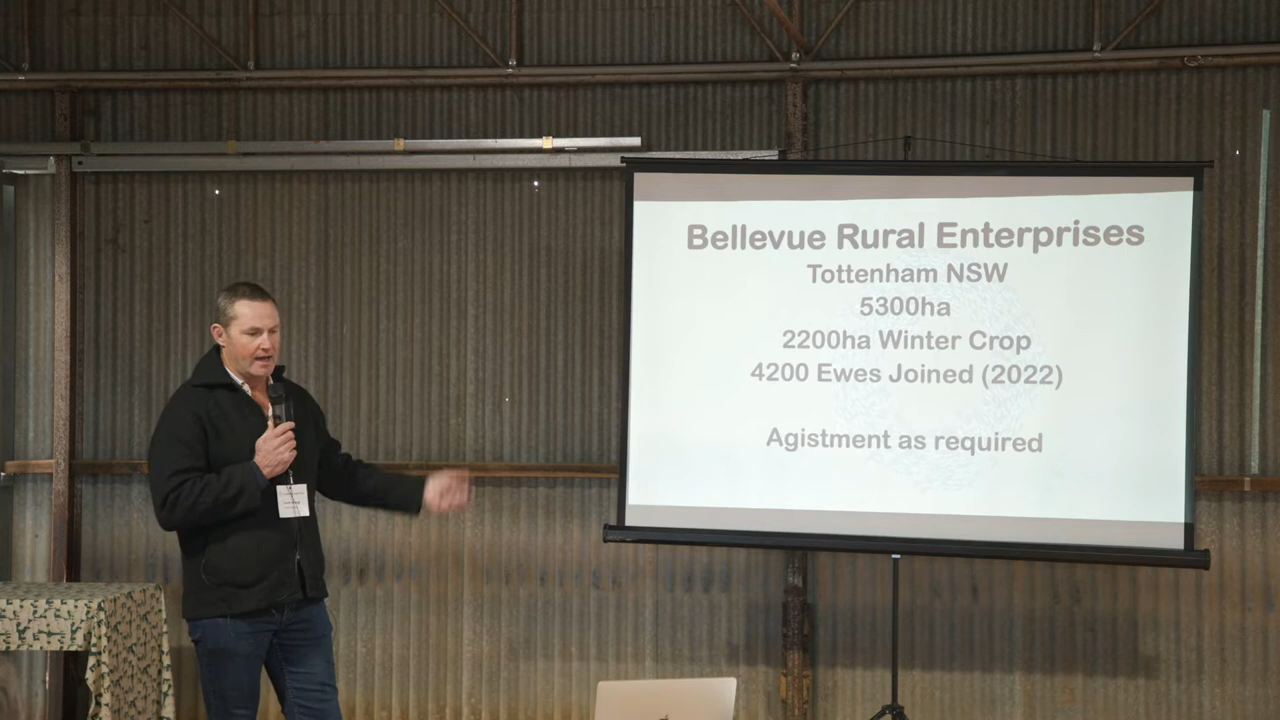 Bellevue Rural Enterprises
Tottenham NSW
5300ha
2200ha Winter Crop
4200 Ewes Joined (2022)
Agistment as required